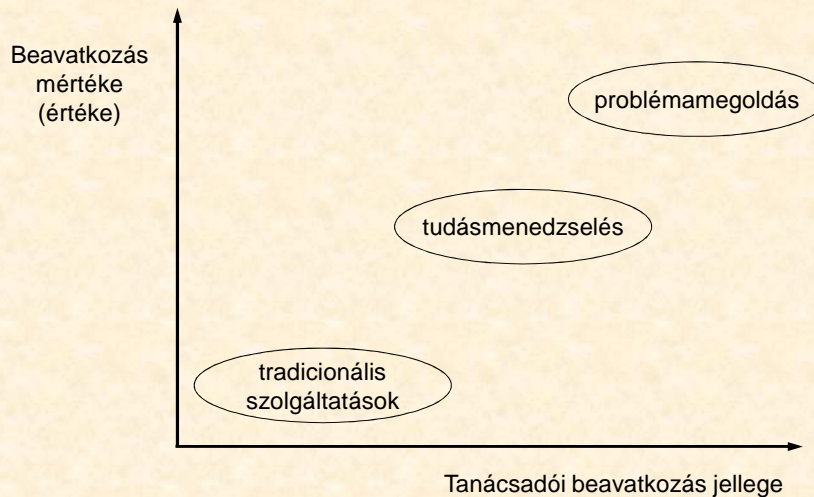 Beavatkozás
mértéke
(értéke)
problémamegoldás
tudásmenedzselés
tradicionális
szolgáltatások
Tanácsadói beavatkozás jellege